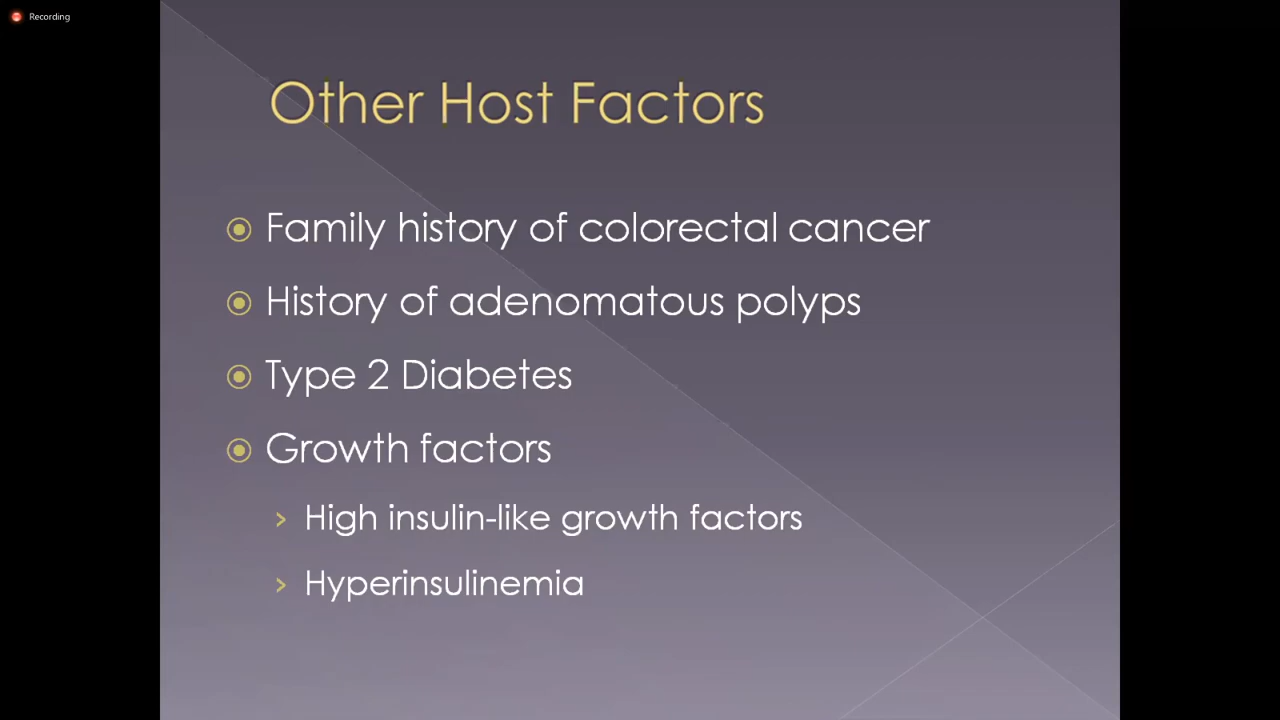 Recording
Other Host Factors
Family history of colorectal cancer
History of adenomatous polyps
Type 2 Diabetes
Growth factors
High insulin-like growth factors
Hyperinsulinemia